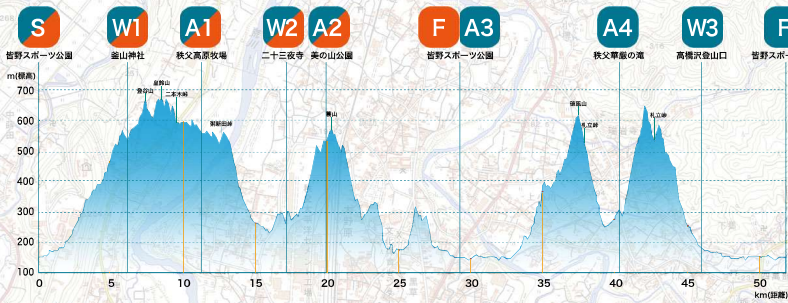 S W1 A1 W2 A2 F A3 A4 W3 F
皆野スポーツ公園 釜山神社 秩父高原牧場 二十三夜寺 美の山公園 皆野スポーツ公園 秩父華厳の滝 高橋沢登山口 皆野スポー
m(標高)
700
皇鈴山
登谷山
二本木峠
600
粥新田峠
蓑山
札立峠
札立峠
500
400
300
200
100
0 5 10 15 20 25 30 35 40 45 50
km(距離)